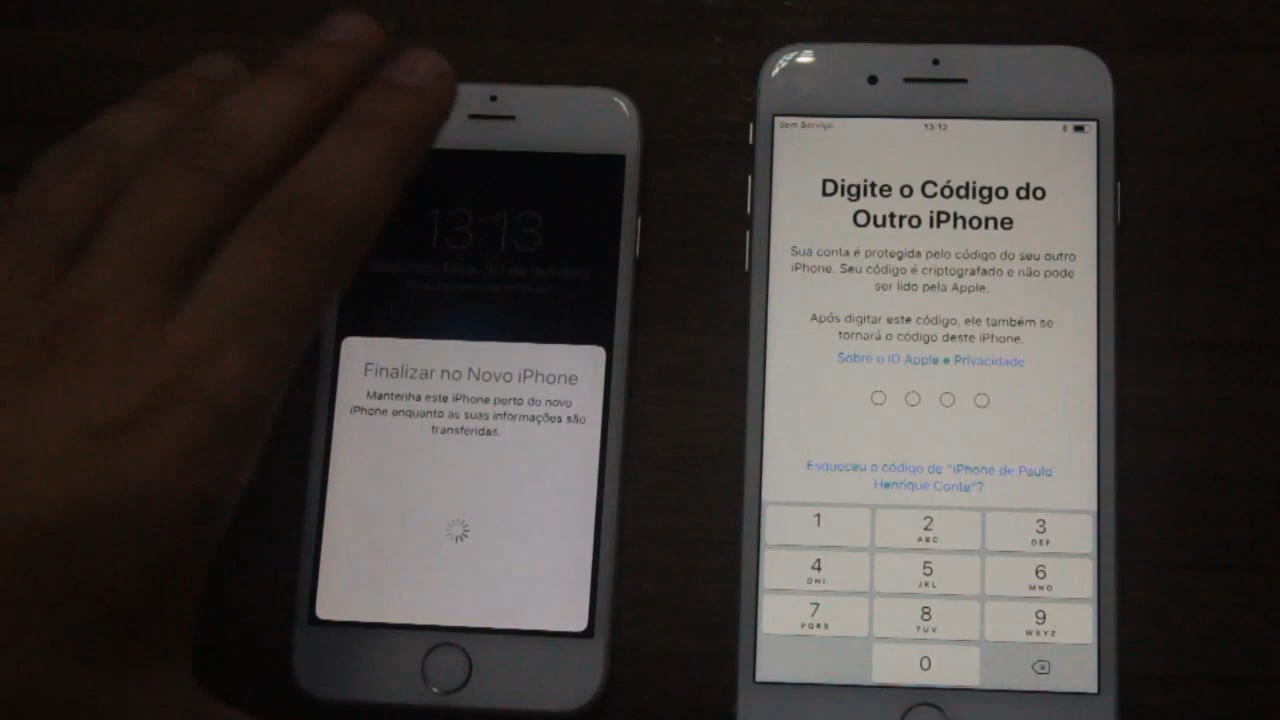 13:13
Finalizar no Novo iPhone
Mantenha este iPhone perto do novo
iPhone enquanto as suas informações são
transferidas.
Sem Serviço
13:12
Digite o Código do
Outro iPhone
Sua conta é protegida pelo código do seu outro
iPhone. Seu código é criptografado e não pode
ser lido pela Apple.
Após digitar este código, ele também se
tornará o código deste iPhone.
Sobre o ID Apple e Privacidade
Esqueceu o código de "iPhone de Paulo
Henrique Conte"?
1 2 3
ABC DEF
4 5 6
GHI JKL MNO
7 8 9
PQRS TUV WXYZ
0